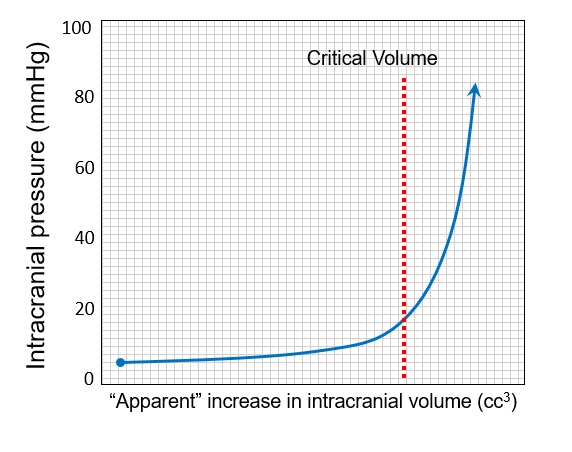 Intracranial pressure (mmHg)
100
80
60
40
20
0
Critical Volume
“Apparent” increase in intracranial volume (cc³)